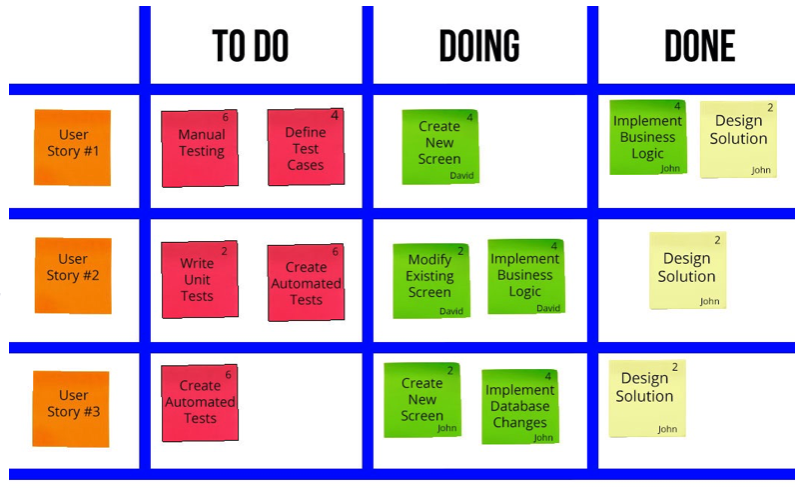 TO DO
DOING
DONE
User
Story #1
6
Manual
Testing
4
Define
Test
Cases
4
Create
New
Screen
David
4
Implement
Business
Logic
John
2
Design
Solution
John
User
Story #2
2
Write
Unit
Tests
6
Create
Automated
Tests
2
Modify
Existing
Screen
David
4
Implement
Business
Logic
David
2
Design
Solution
John
User
Story #3
6
Create
Automated
Tests
2
Create
New
Screen
John
4
Implement
Database
Changes
John
2
Design
Solution
John